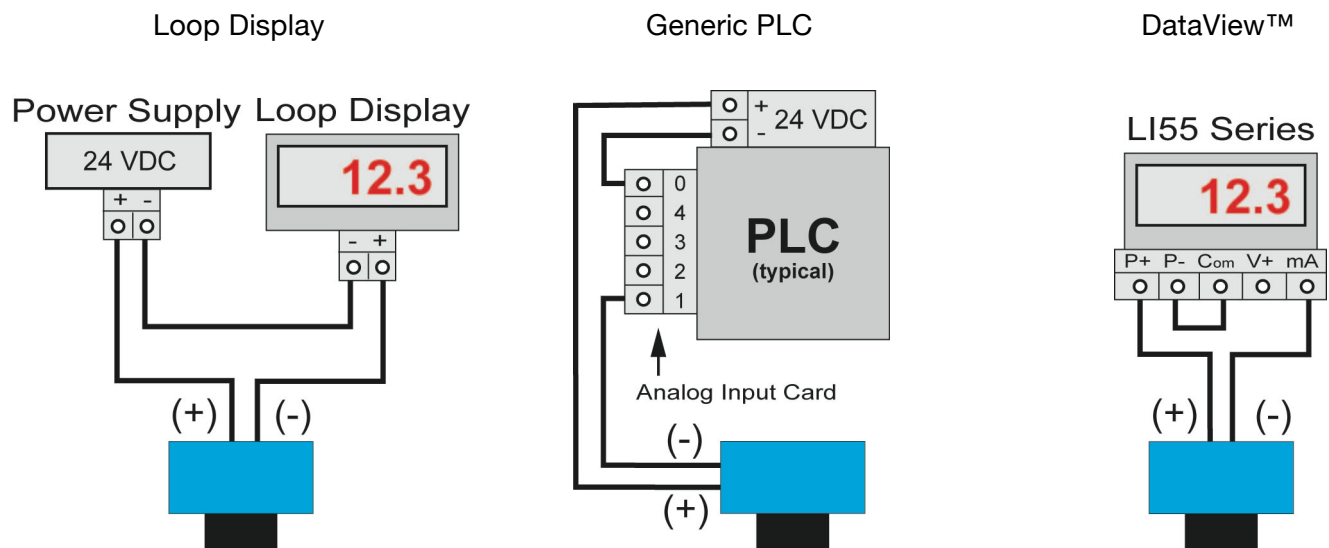 Loop Display
Generic PLC
DataView™
Power Supply
Loop Display
24 VDC
12.3
+ -
- +
(+)
(-)
+
-
24 VDC
0
4
3
2
1
PLC
(typical)
Analog Input Card
(-)
(+)
LI55 Series
12.3
P+ P- Com V+ mA
(+)
(-)